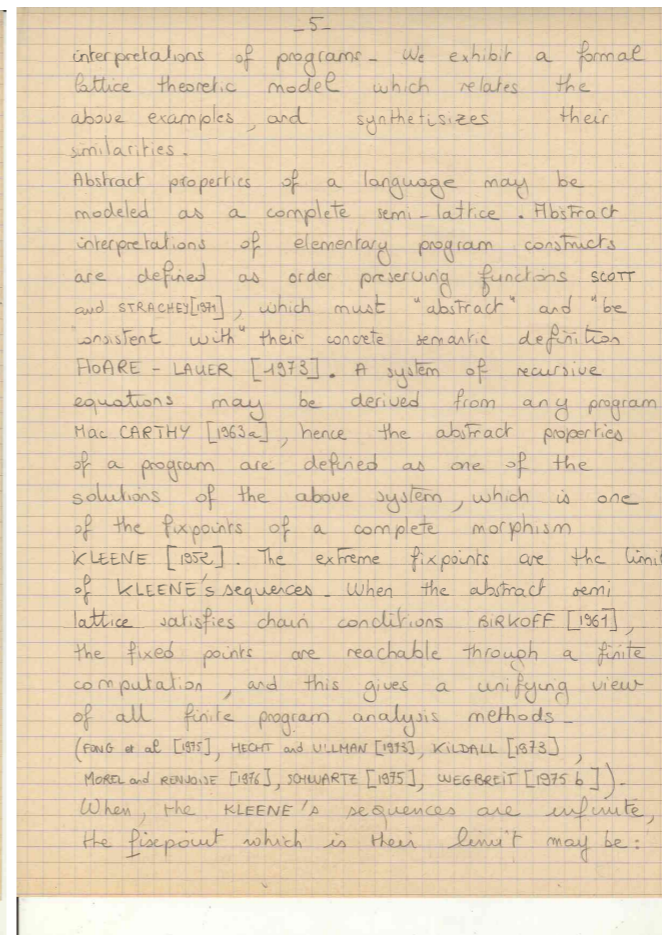 _5_
interpretations of programs_ We exhibit a formal
lattice theoretic model which relates the
above examples, and synthetisizes their
similarities.
Abstract properties of a language may be
modeled as a complete semi-lattice. Abstract
interpretations of elementary program constructs
are defined as order preserving functions SCOTT
and STRACHEY[1971], which must "abstract" and "be
onsistent with" their concrete semantic definition
HOARE - LAUER [1973]. A system of recursive
equations may be derived from any program
Mac CARTHY [1963a], hence the abstract properties
of a program are defined as one of the
solutions of the above system, which is one
of the fixpoints of a complete morphism
KLEENE [1952]. The extreme fixpoints are the limit
of KLEENE's sequences_ When the abstract semi
lattice satisfies chain conditions BIRKOFF [1961],
the fixed points are reachable through a finite
computation, and this gives a unifying view
of all finite program analysis methods_
(FONG et al [1975], HECHT and ULLMAN [1973], KILDALL [1973],
MOREL and RENVOISE [1976], SCHWARTZ [1975], WEGBREIT [1975 b]).
When, the KLEENE's sequences are infinite,
the fixpoint which is their limit may be: